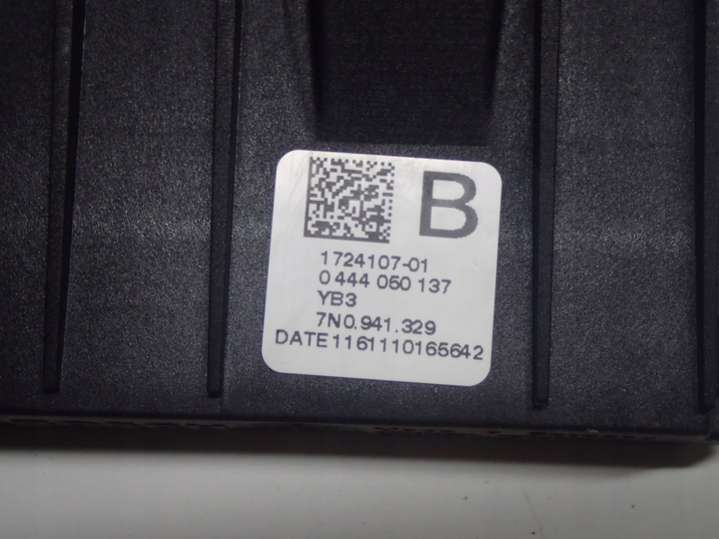 B
1724107-01
0 444 050 137
YB3
7N0.941.329
DATE1161110165642